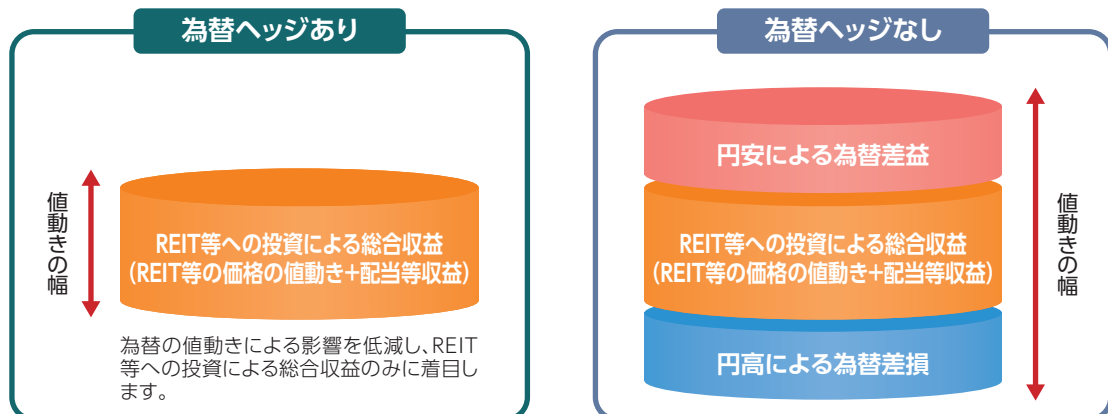 為替ヘッジあり
値動きの幅
REIT等への投資による総合収益
(REIT等の価格の値動き+配当等収益)
為替の値動きによる影響を低減し、REIT
等への投資による総合収益のみに着目し
ます。
為替ヘッジなし
円安による為替差益
REIT等への投資による総合収益
(REIT等の価格の値動き+配当等収益)
円高による為替差損
値動きの幅